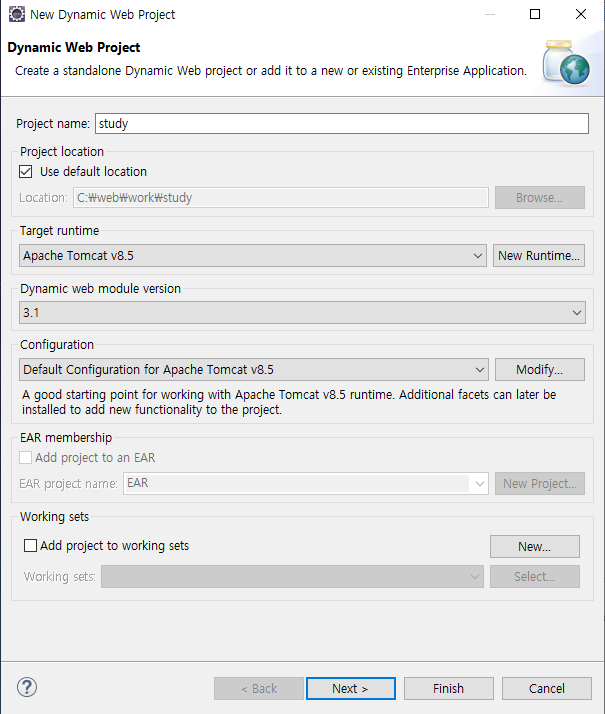 New Dynamic Web Project
Dynamic Web Project
Create a standalone Dynamic Web project or add it to a new or existing Enterprise Application.
Project name: study
Project location
Use default location
Location: C:₩web₩work₩study Browse...
Target runtime
Apache Tomcat v8.5 New Runtime...
Dynamic web module version
3.1
Configuration
Default Configuration for Apache Tomcat v8.5 Modify...
A good starting point for working with Apache Tomcat v8.5 runtime. Additional facets can later be
installed to add new functionality to the project.
EAR membership
Add project to an EAR
EAR project name: EAR New Project...
Working sets
Add project to working sets New...
Working sets: Select...
? < Back Next > Finish Cancel